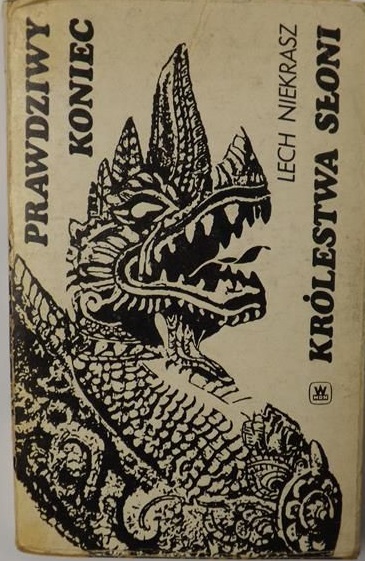 PRAWDZIWY
KONIEC
LECH NIEKRASZ
KRÓLESTWA SŁONI
W
MON